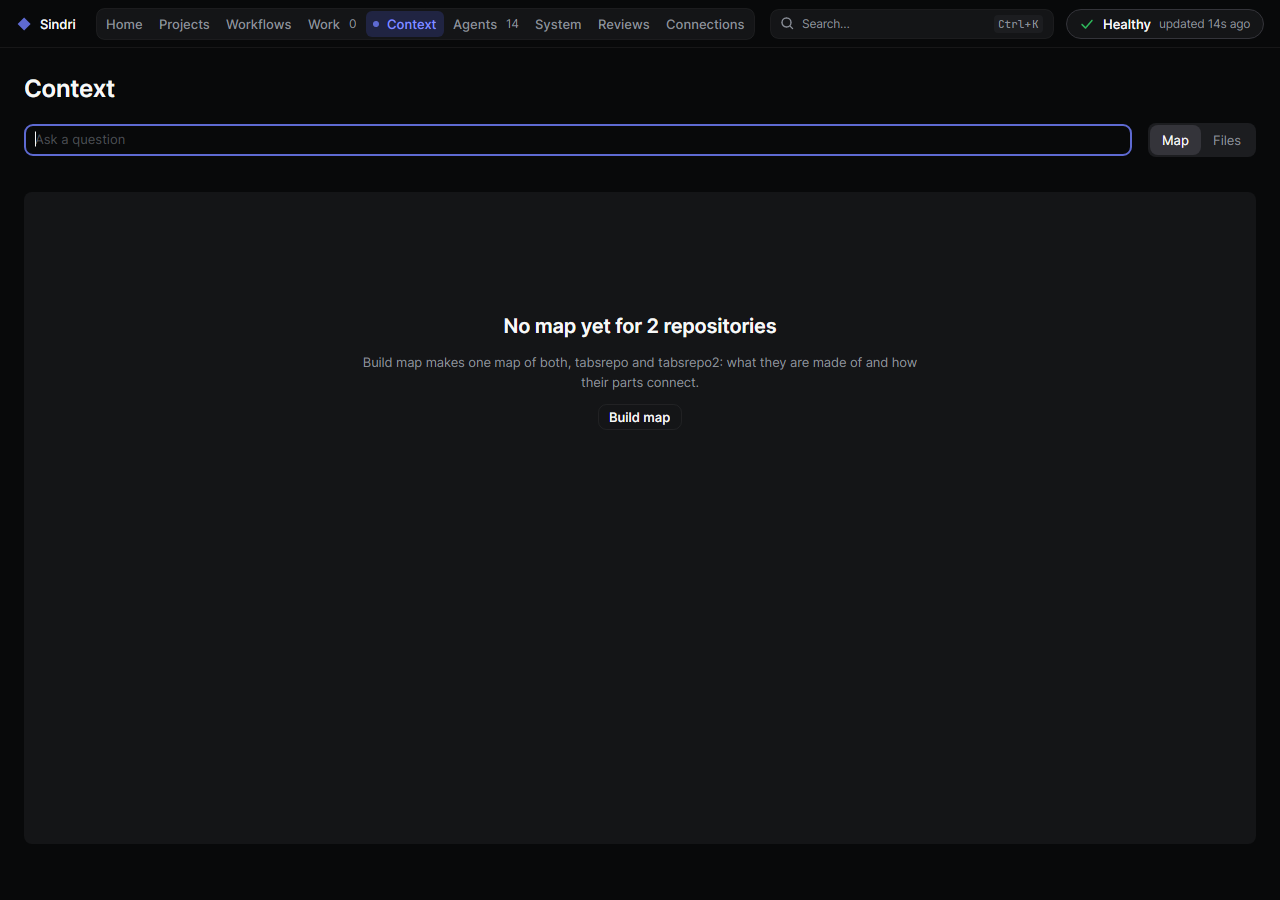 Sindri
Home Projects Workflows Work 0 Context Agents 14 System Reviews Connections
Search... Ctrl+K
Healthy updated 14s ago
Context
Ask a question
Map Files
No map yet for 2 repositories
Build map makes one map of both, tabsrepo and tabsrepo2: what they are made of and how
their parts connect.
Build map